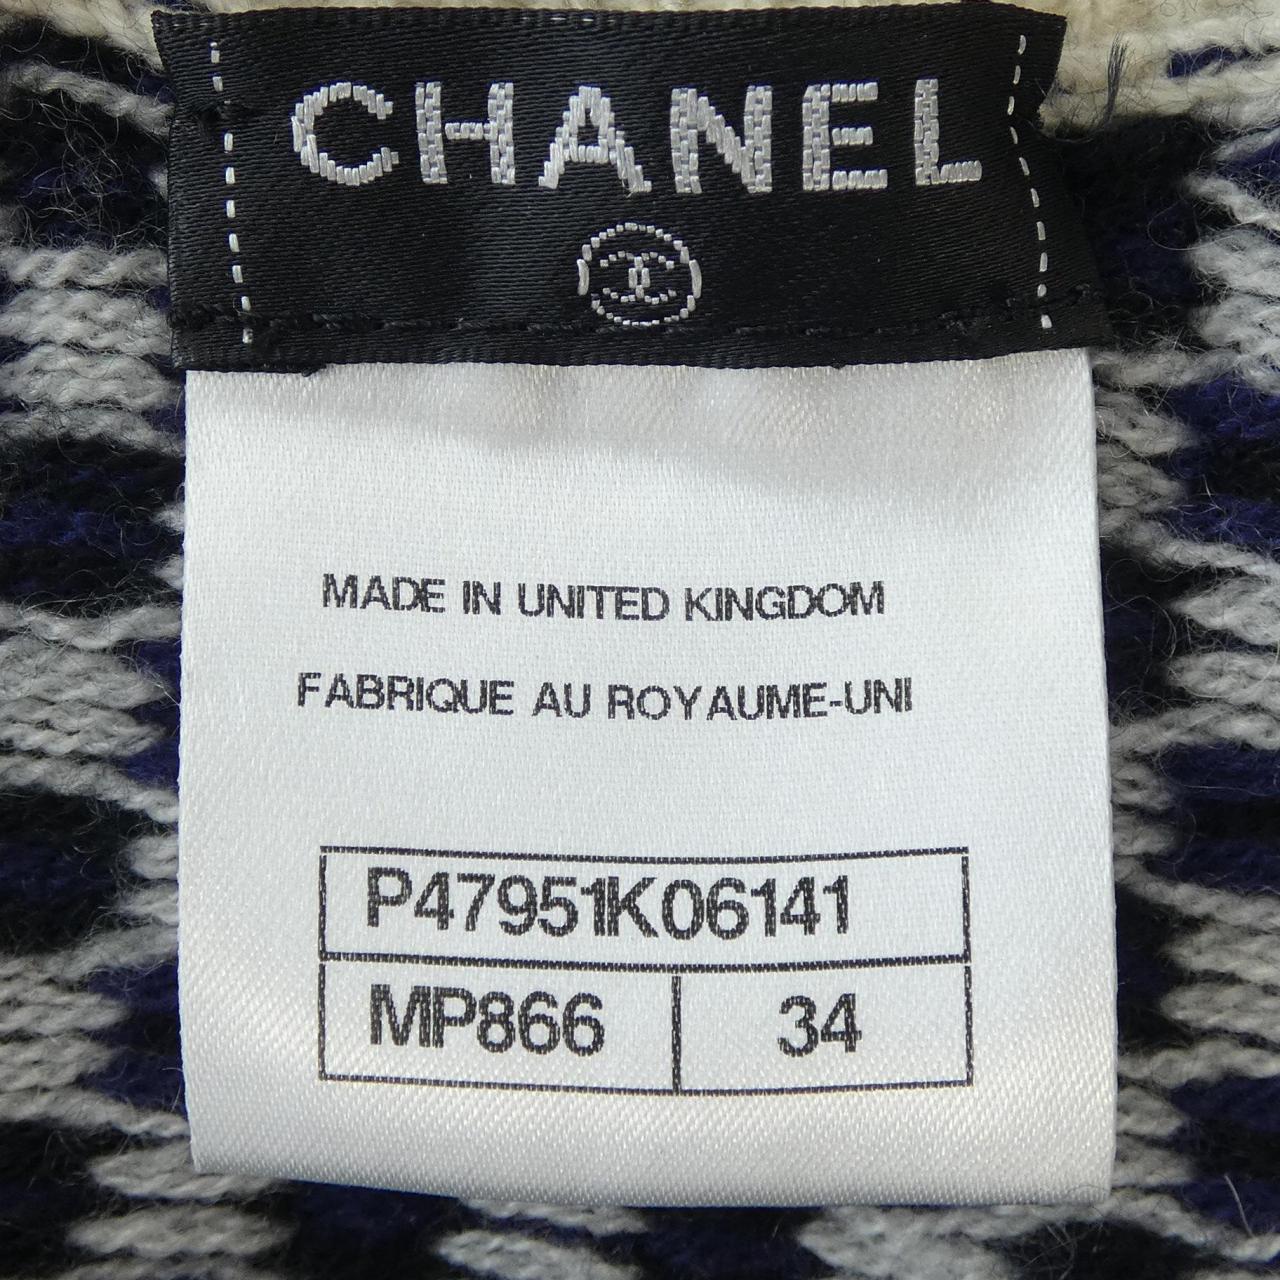 CHANEL
MADE IN UNITED KINGDOM
FABRIQUE AU ROYAUME-UNI
P47951K06141
MP866 34